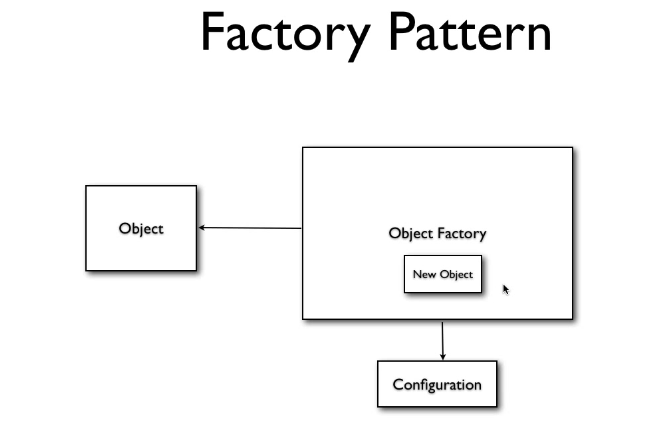 Factory Pattern
Object
Object Factory
New Object
Configuration